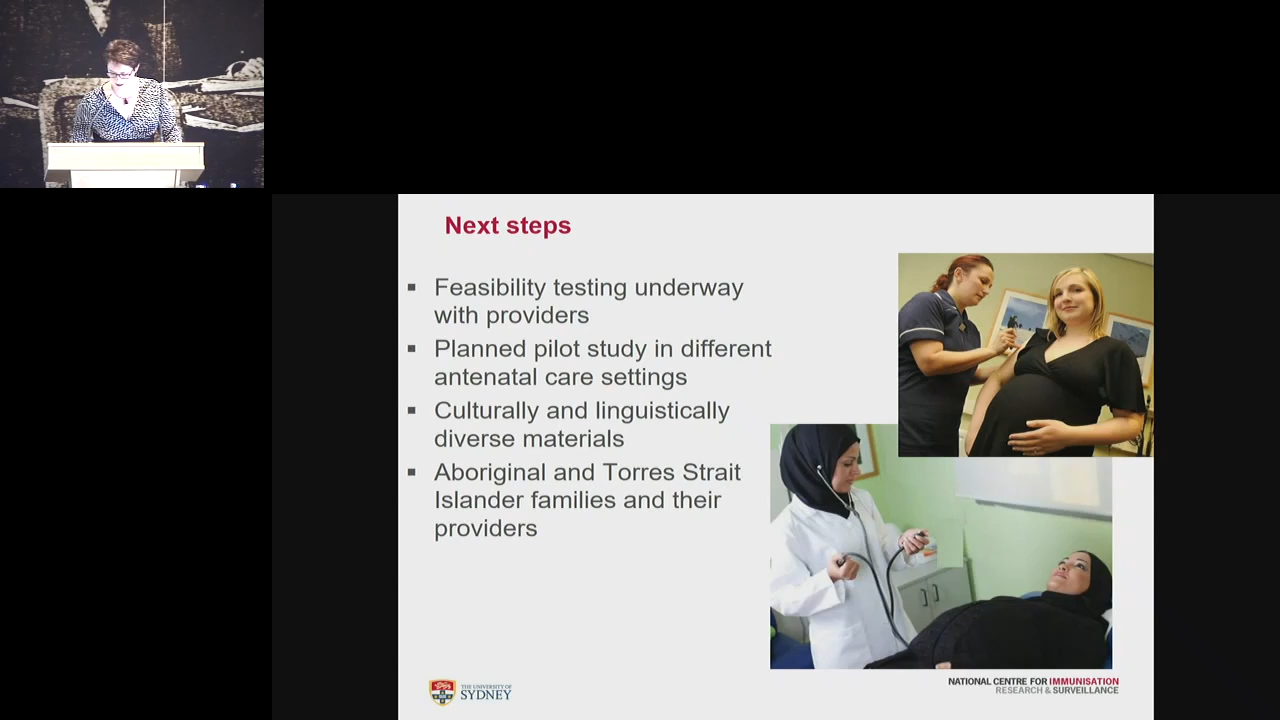 Next steps
▪ Feasibility testing underway
with providers
▪ Planned pilot study in different
antenatal care settings
▪ Culturally and linguistically
diverse materials
▪ Aboriginal and Torres Strait
Islander families and their
providers
THE UNIVERSITY OF
SYDNEY
NATIONAL CENTRE FOR IMMUNISATION
RESEARCH & SURVEILLANCE